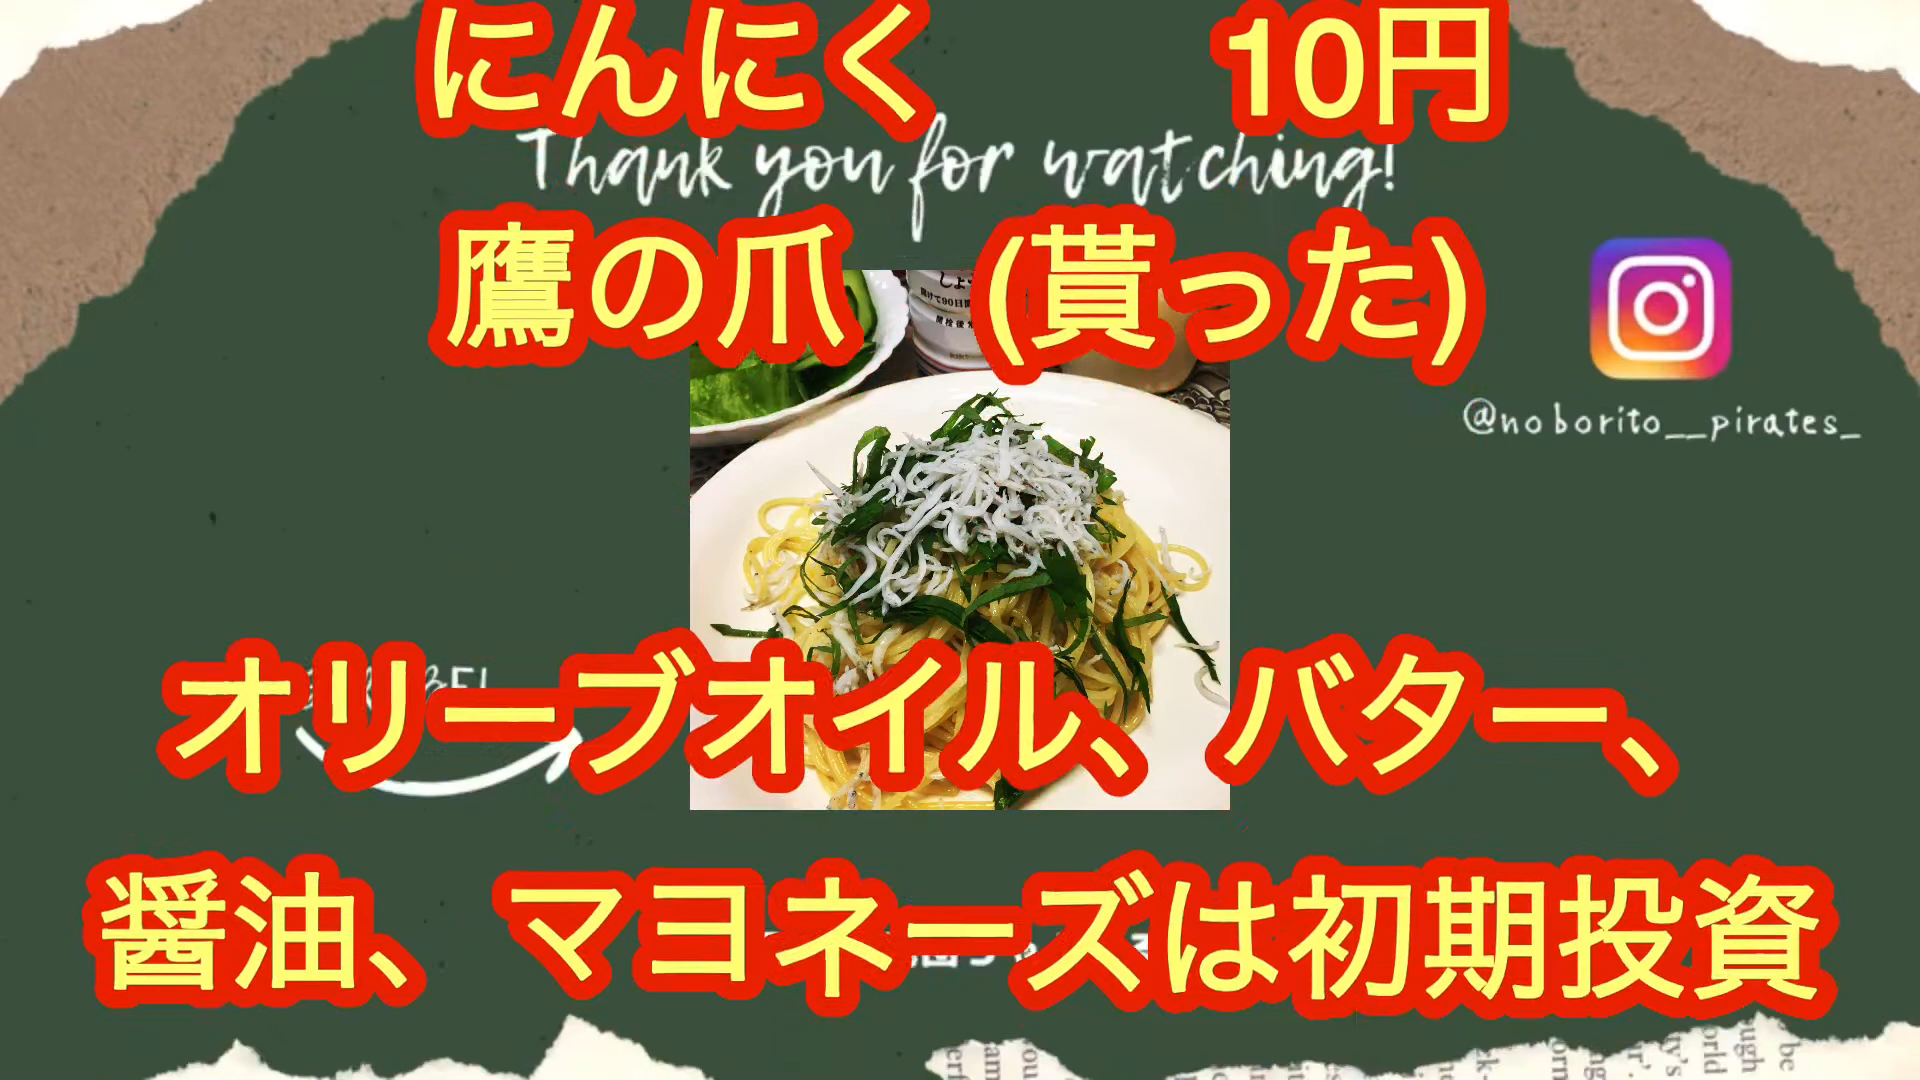 にんにく 10円
Thank you for watching!
鷹の爪 (貰った)
@noborito__pirates_
オリーブオイル、バター、
醤油、マヨネーズは初期投資